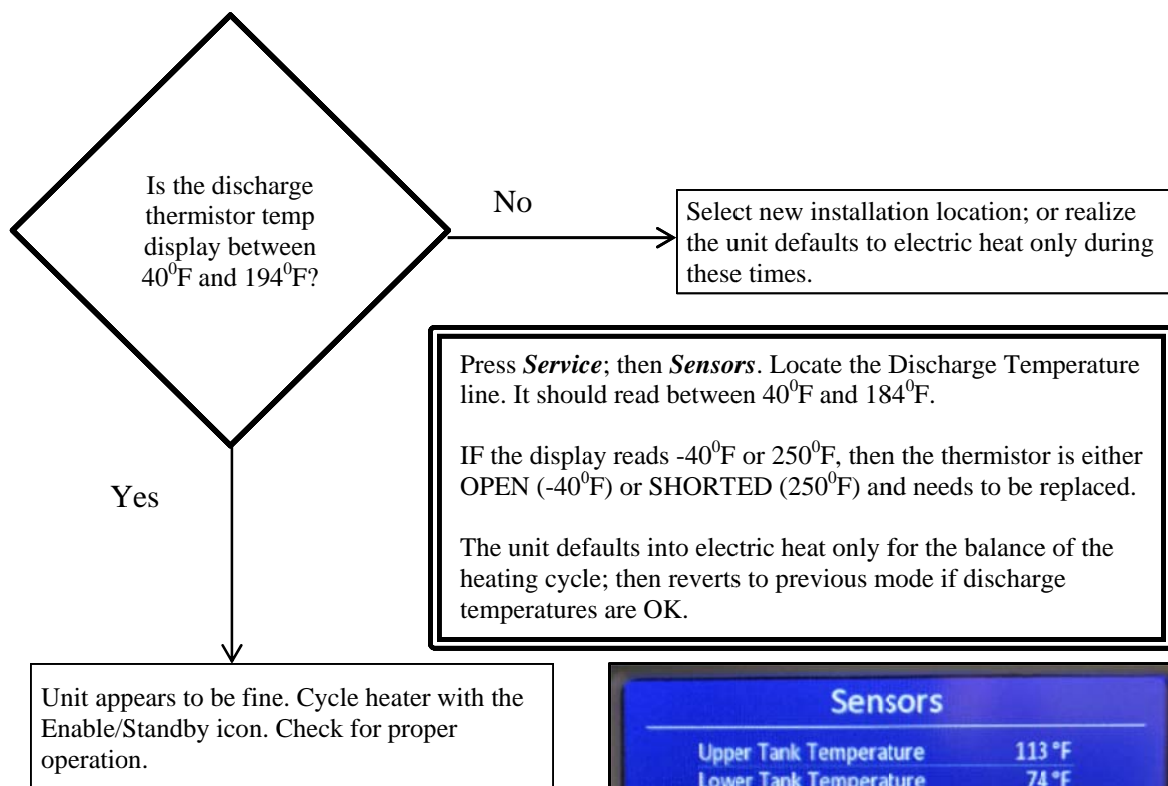 Is the discharge
thermistor temp
display between
40⁰F and 194⁰F?
No
Select new installation location; or realize
the unit defaults to electric heat only during
these times.
Press Service; then Sensors. Locate the Discharge Temperature
line. It should read between 40⁰F and 184⁰F.
IF the display reads -40⁰F or 250⁰F, then the thermistor is either
OPEN (-40⁰F) or SHORTED (250⁰F) and needs to be replaced.
The unit defaults into electric heat only for the balance of the
heating cycle; then reverts to previous mode if discharge
temperatures are OK.
Yes
Unit appears to be fine. Cycle heater with the
Enable/Standby icon. Check for proper
operation.
Sensors
Upper Tank Temperature 113 °F
Lower Tank Temperature 74 °F